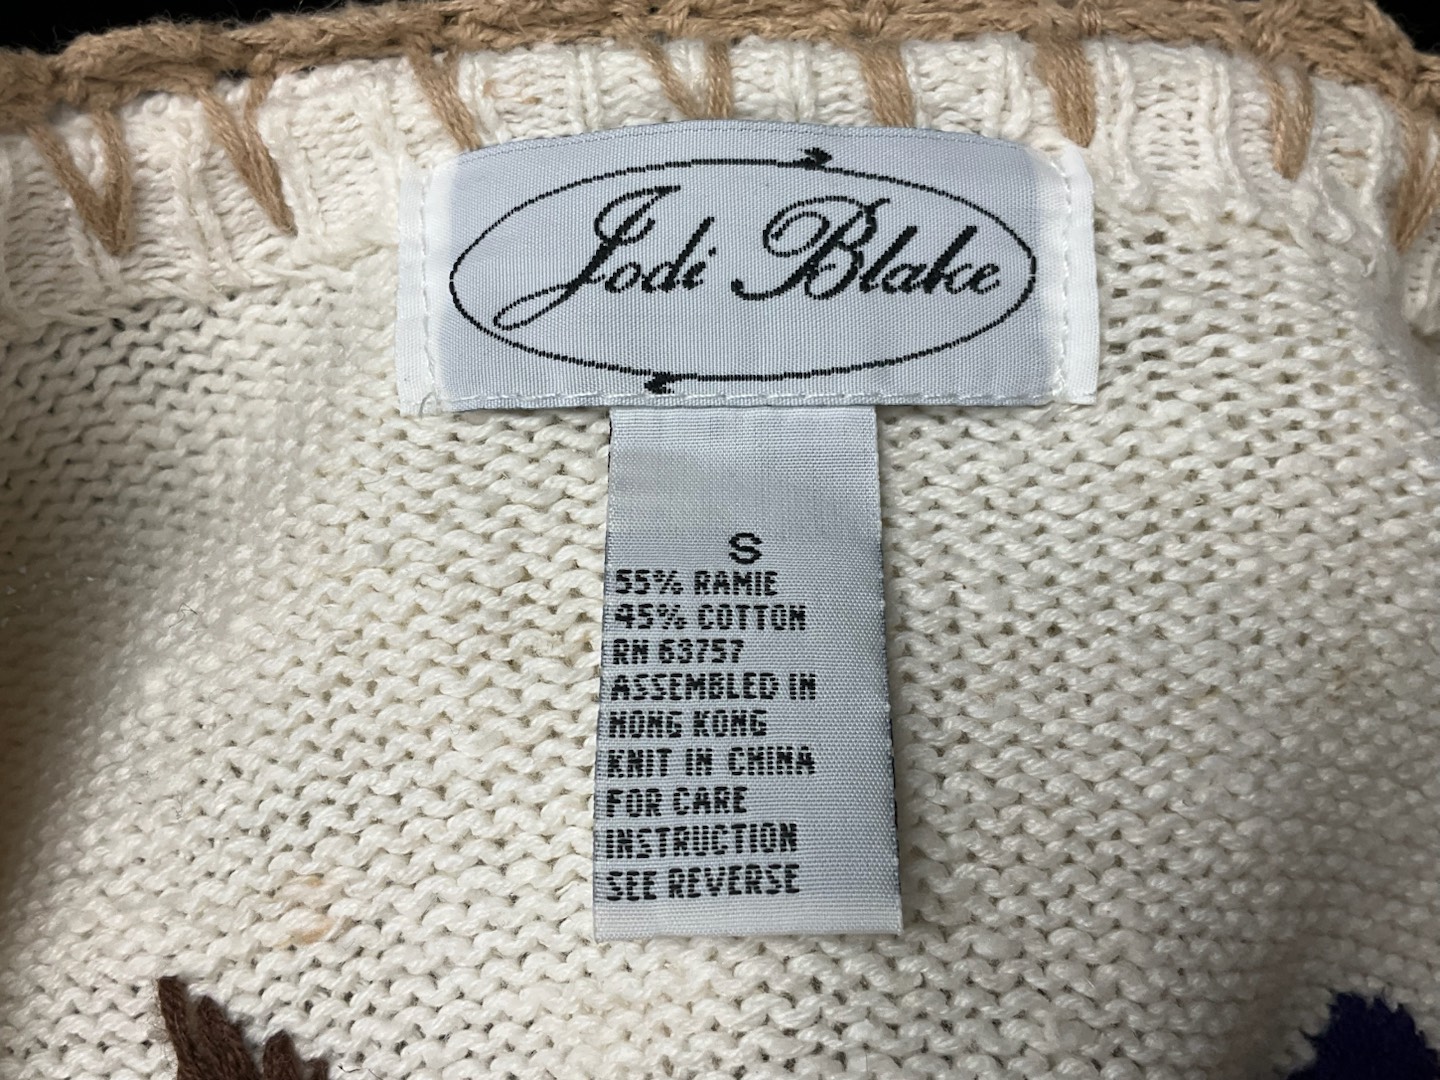 Jodi Blake
S
55% RAMIE
45% COTTON
RN 63757
ASSEMBLED IN
HONG KONG
KNIT IN CHINA
FOR CARE
INSTRUCTION
SEE REVERSE